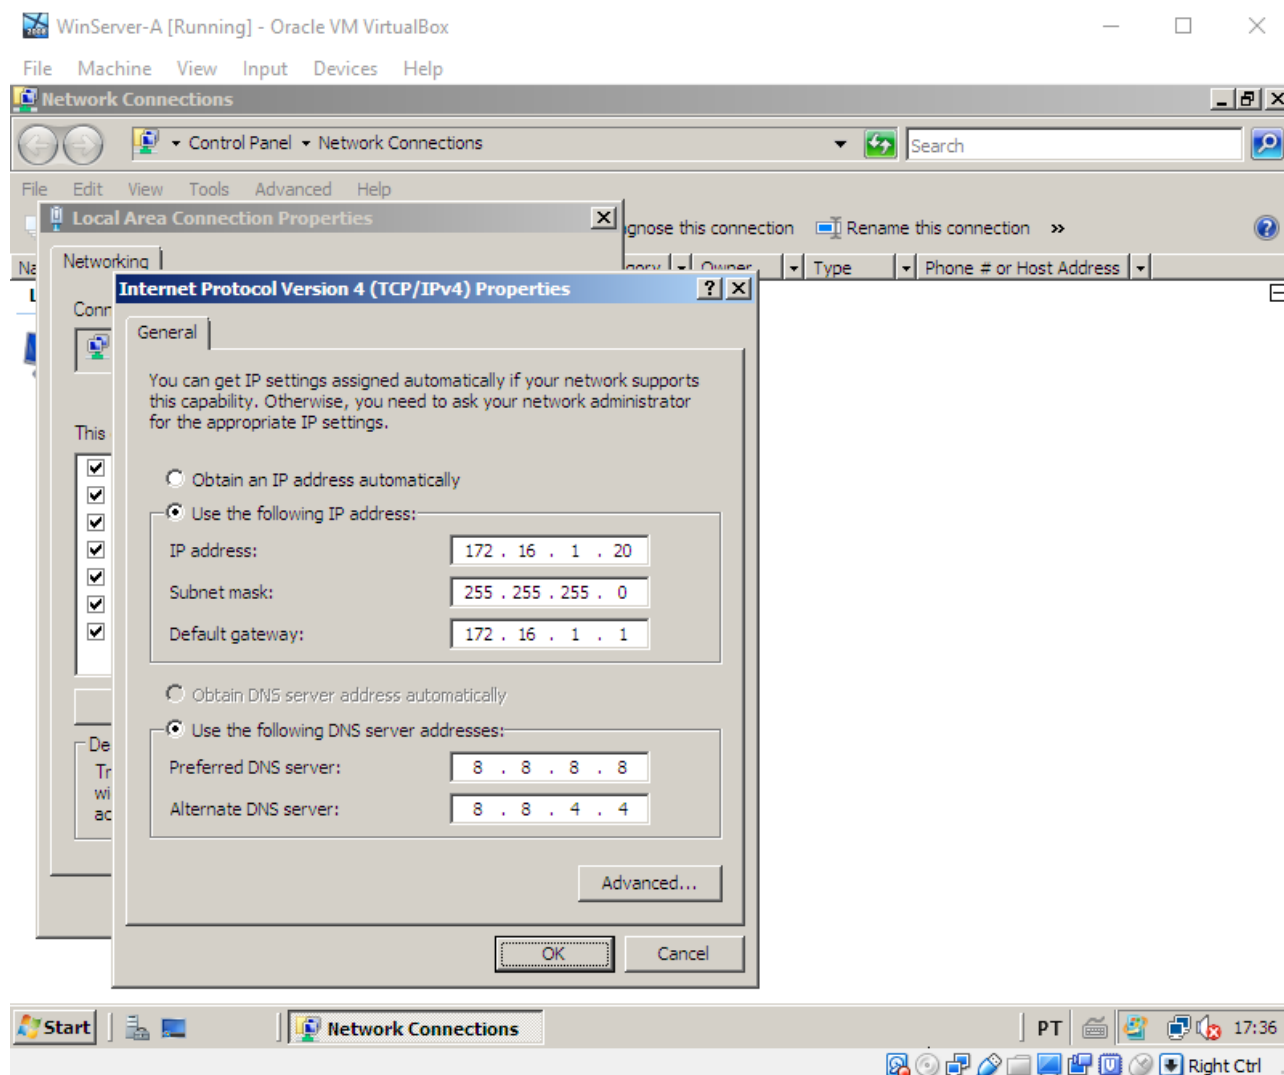 WinServer-A [Running] - Oracle VM VirtualBox
File Machine View Input Devices Help
Network Connections
Control Panel Network Connections
Search
File Edit View Tools Advanced Help
Local Area Connection Properties
gnose this connection Rename this connection »
Networking
Owner Type Phone # or Host Address
Internet Protocol Version 4 (TCP/IPv4) Properties
General
You can get IP settings assigned automatically if your network supports
this capability. Otherwise, you need to ask your network administrator
for the appropriate IP settings.
This
Obtain an IP address automatically
Use the following IP address:
IP address: 172 . 16 . 1 . 20
Subnet mask: 255 . 255 . 255 . 0
Default gateway: 172 . 16 . 1 . 1
Obtain DNS server address automatically
Use the following DNS server addresses:
Preferred DNS server: 8 . 8 . 8 . 8
Alternate DNS server: 8 . 8 . 4 . 4
Advanced...
OK Cancel
Start Network Connections PT 17:36
Right Ctrl